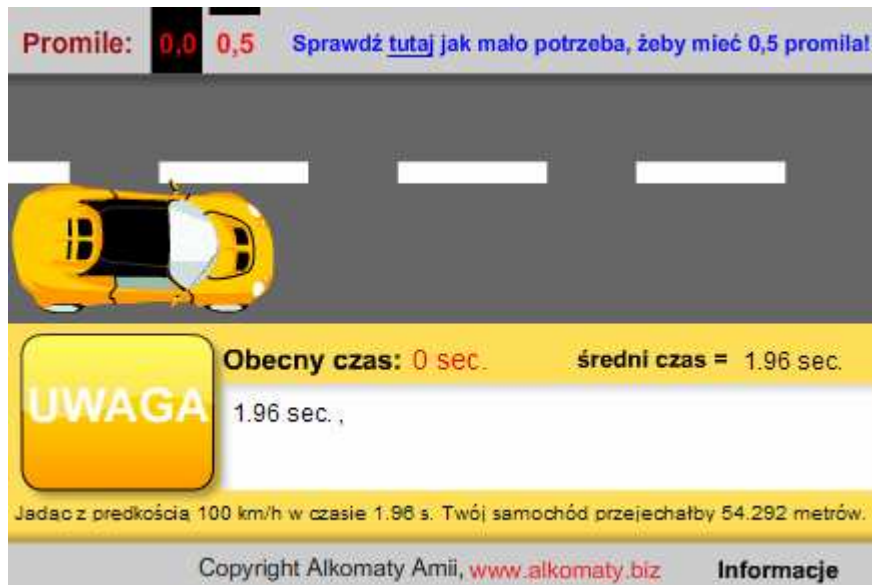 Promile: 0,0 0,5 Sprawdź tutaj jak mało potrzeba, żeby mieć 0,5 promila!
Obecny czas: 0 sec. średni czas = 1.96 sec.
UWAGA 1.96 sec. ,
Jadąc z predkością 100 km/h w czasie 1.96 s. Twój samochód przejechałby 54.292 metrów.
Copyright Alkomaty Amii, www.alkomaty.biz Informacje